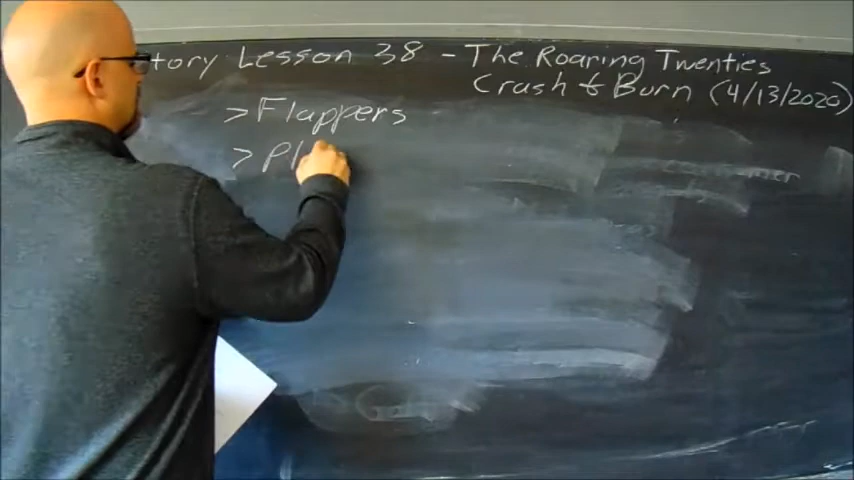 tory Lesson 38 - The Roaring Twenties
Crash & Burn (4/13/2020)
> Flappers
> Pl